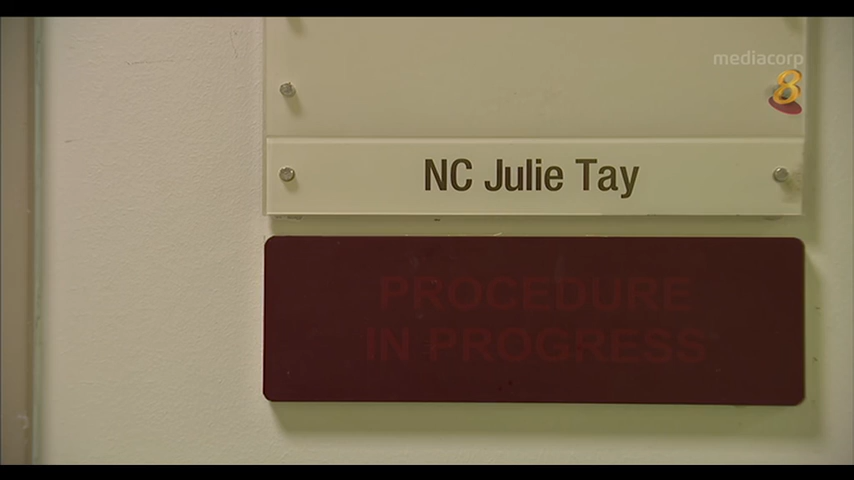 mediacorp
8
NC Julie Tay
PROCEDURE
IN PROGRESS